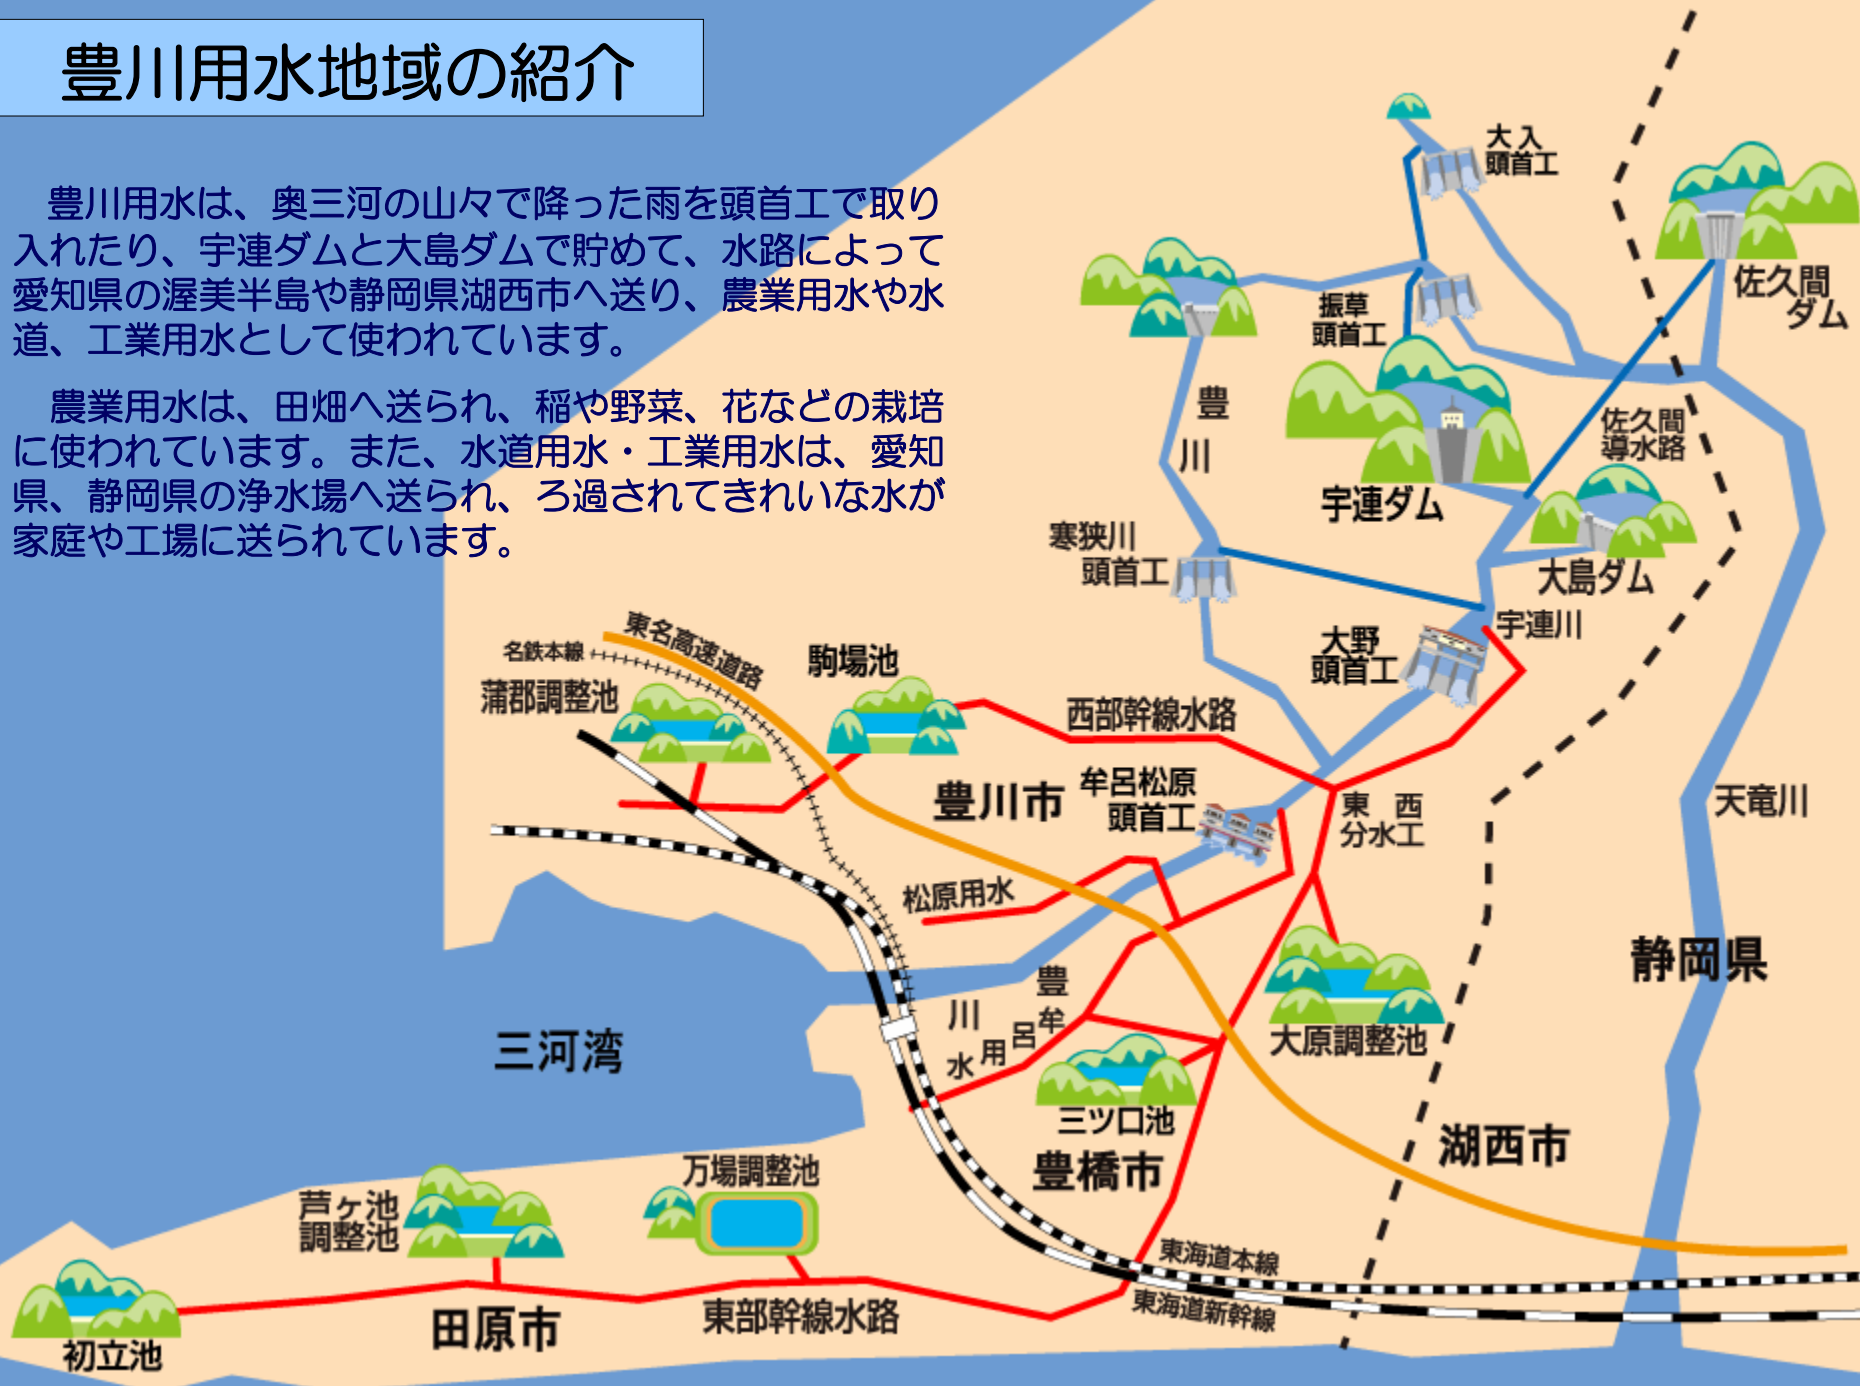 豊川用水地域の紹介
豊川用水は、奥三河の山々で降った雨を頭首工で取り
入れたり、宇連ダムと大島ダムで貯めて、水路によって
愛知県の渥美半島や静岡県湖西市へ送り、農業用水や水
道、工業用水として使われています。
農業用水は、田畑へ送られ、稲や野菜、花などの栽培
に使われています。また、水道用水・工業用水は、愛知
県、静岡県の浄水場へ送られ、ろ過されてきれいな水が
家庭や工場に送られています。
大入
頭首工
佐久間
ダム
振草
頭首工
豊
川
佐久間
導水路
宇連ダム
寒狭川
頭首工
大島ダム
宇連川
大野
頭首工
東名高速道路
名鉄本線
駒場池
蒲郡調整池
西部幹線水路
豊川市
牟呂松原
頭首工
東 西
分水工
天竜川
松原用水
静岡県
豊
川
牟
呂
用
水
三河湾
大原調整池
三ツ口池
豊橋市
湖西市
万場調整池
芦ヶ池
調整池
東海道本線
東海道新幹線
東部幹線水路
田原市
初立池